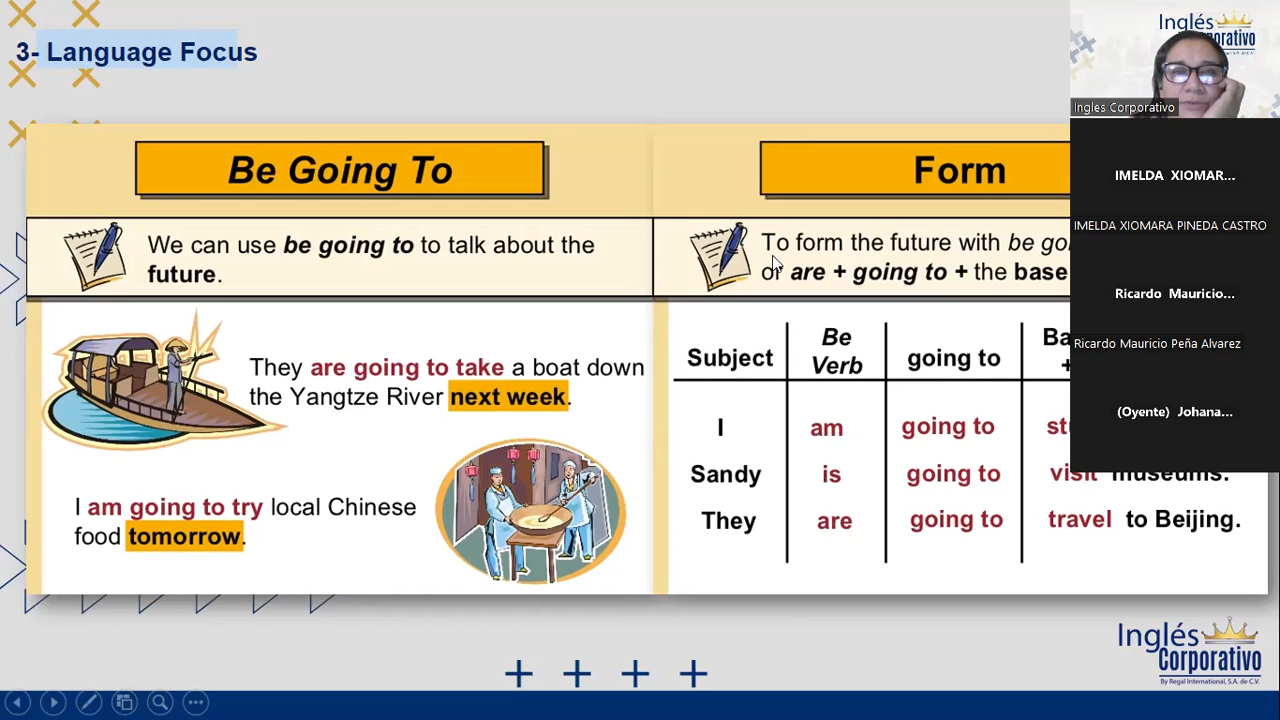 3- Language Focus
Be Going To
We can use be going to to talk about the
future.
They are going to take a boat down
the Yangtze River next week.
I am going to try local Chinese
food tomorrow.
Form
To form the future with be
or are + going to + the base
Subject
Be
Verb
going to
I am going to
Sandy is going to visit museums.
They are going to travel to Beijing.
Inglés
Corporativo
Ingles Corporativo
IMELDA XIOMAR...
IMELDA XIOMARA PINEDA CASTRO
Ricardo Mauricio...
Ricardo Mauricio Peña Alvarez
(Oyente) Johana...
Inglés
Corporativo
By Regal International, S.A. de C.V.